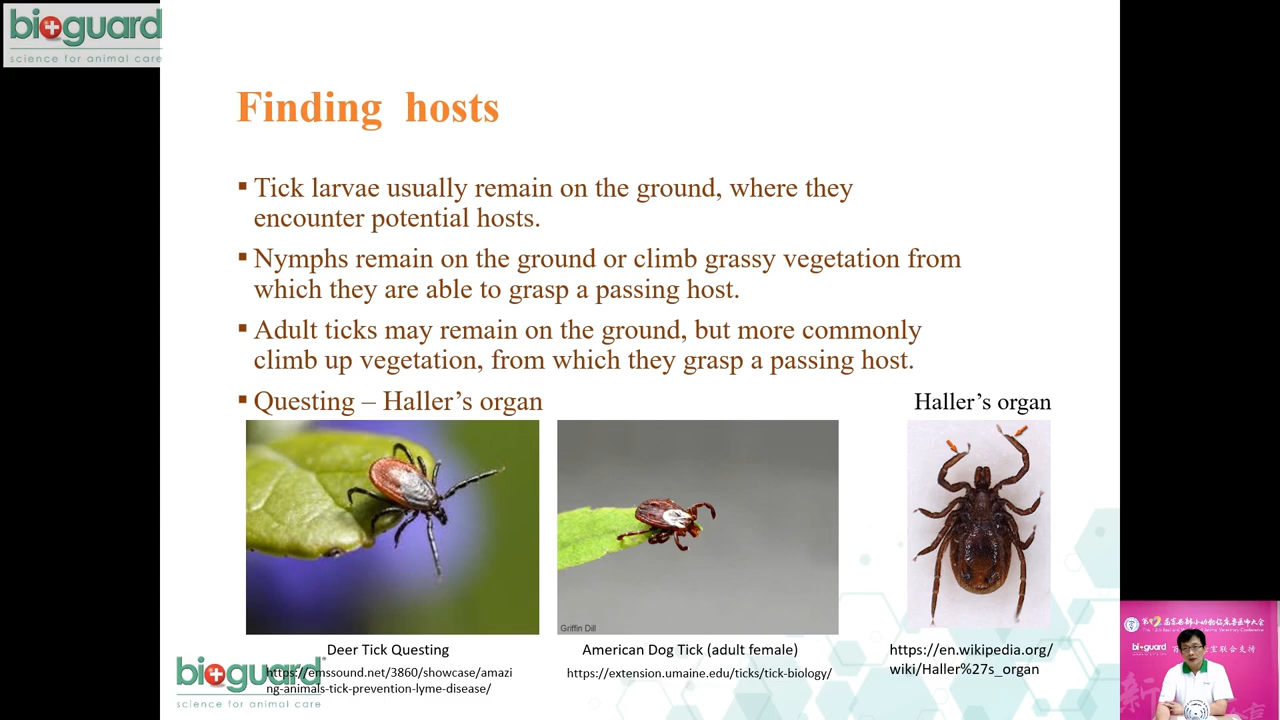 bioguard
science for animal care
Finding hosts
▪ Tick larvae usually remain on the ground, where they
encounter potential hosts.
▪ Nymphs remain on the ground or climb grassy vegetation from
which they are able to grasp a passing host.
▪ Adult ticks may remain on the ground, but more commonly
climb up vegetation, from which they grasp a passing host.
▪ Questing – Haller’s organ
Haller’s organ
Griffin Dill
Deer Tick Questing
American Dog Tick (adult female)
https://en.wikipedia.org/
wiki/Haller%27s_organ
https://emssound.net/3860/showcase/amazi
ng-animals-tick-prevention-lyme-disease/
https://extension.umaine.edu/ticks/tick-biology/
bioguard
science for animal care
bioguard